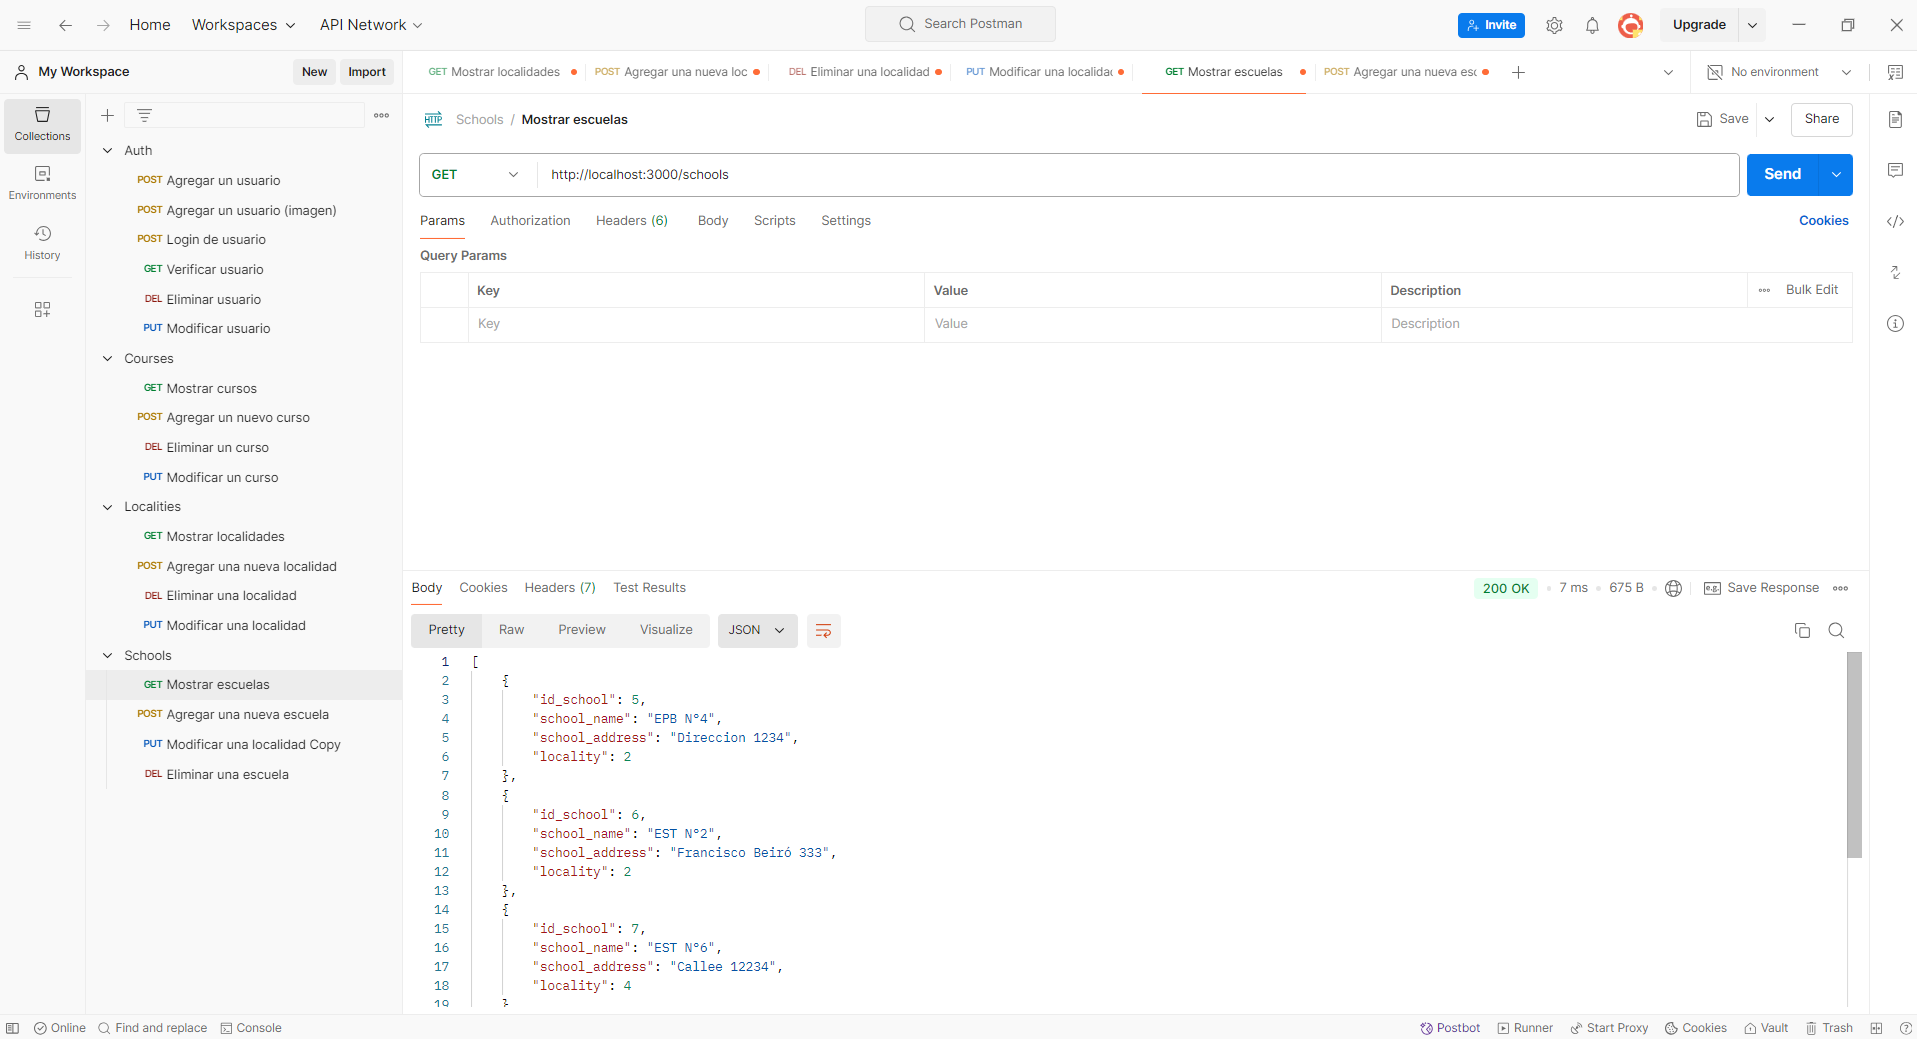 Home
Workspaces
API Network
Search Postman
Invite
Upgrade
My Workspace
New
Import
GET Mostrar localidades
POST Agregar una nueva loc
DEL Eliminar una localidad
PUT Modificar una localidad
GET Mostrar escuelas
POST Agregar una nueva esc
No environment
Collections
Environments
History
Auth
POST Agregar un usuario
POST Agregar un usuario (imagen)
POST Login de usuario
GET Verificar usuario
DEL Eliminar usuario
PUT Modificar usuario
Courses
GET Mostrar cursos
POST Agregar un nuevo curso
DEL Eliminar un curso
PUT Modificar un curso
Localities
GET Mostrar localidades
POST Agregar una nueva localidad
DEL Eliminar una localidad
PUT Modificar una localidad
Schools
GET Mostrar escuelas
POST Agregar una nueva escuela
PUT Modificar una localidad Copy
DEL Eliminar una escuela
HTTP Schools / Mostrar escuelas
Save
Share
GET
http://localhost:3000/schools
Send
Params
Authorization
Headers (6)
Body
Scripts
Settings
Cookies
Query Params
Key
Value
Description
Bulk Edit
Key
Value
Description
Body
Cookies
Headers (7)
Test Results
200 OK
7 ms
675 B
e.g.
Save Response
Pretty
Raw
Preview
Visualize
JSON
1 [
2 {
3 "id_school": 5,
4 "school_name": "EPB N°4",
5 "school_address": "Direccion 1234",
6 "locality": 2
7 },
8 {
9 "id_school": 6,
10 "school_name": "EST N°2",
11 "school_address": "Francisco Beiró 333",
12 "locality": 2
13 },
14 {
15 "id_school": 7,
16 "school_name": "EST N°6",
17 "school_address": "Callee 12234",
18 "locality": 4
19 }
Online
Find and replace
Console
Postbot
Runner
Start Proxy
Cookies
Vault
Trash